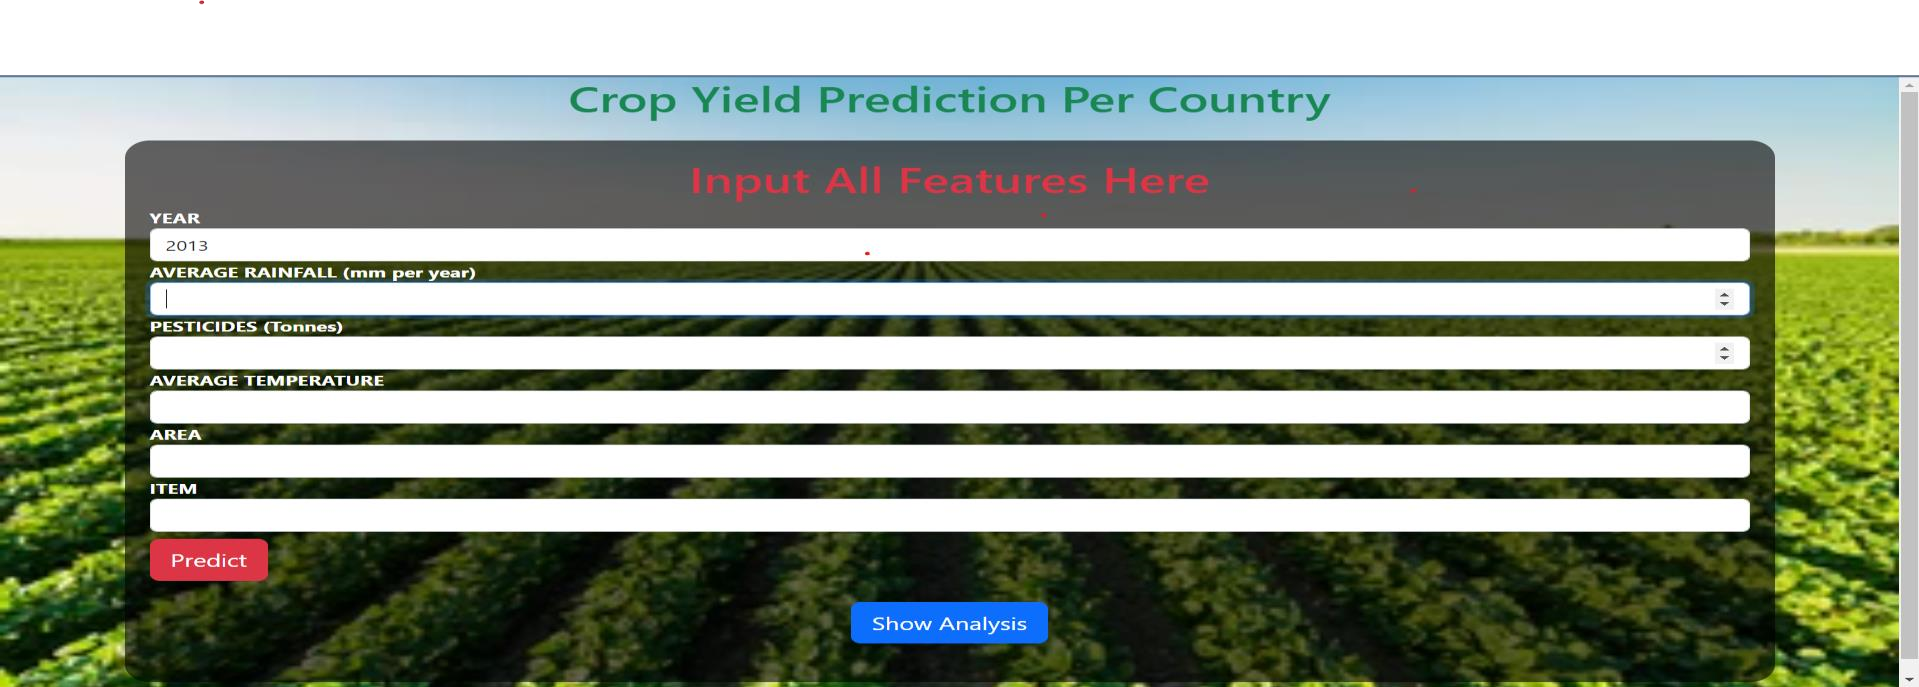 Crop Yield Prediction Per Country
Input All Features Here
YEAR
2013
AVERAGE RAINFALL (mm per year)
PESTICIDES (Tonnes)
AVERAGE TEMPERATURE
AREA
ITEM
Predict
Show Analysis